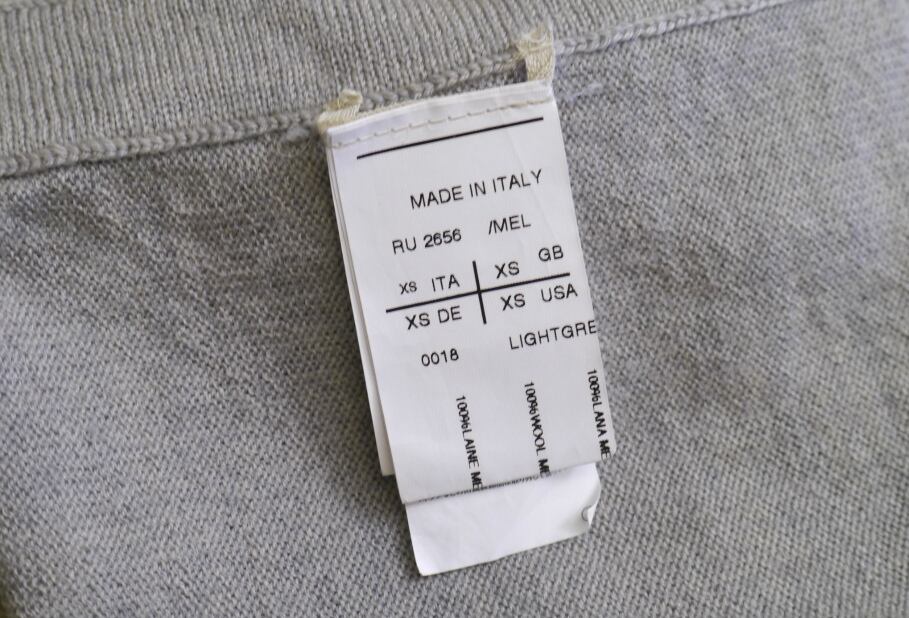 MADE IN ITALY
RU 2656 /MEL
XS ITA XS GB
XS DE XS USA
0018 LIGHTGRE
100%LAINE ME
100%WOOL ME
100%LANA ME